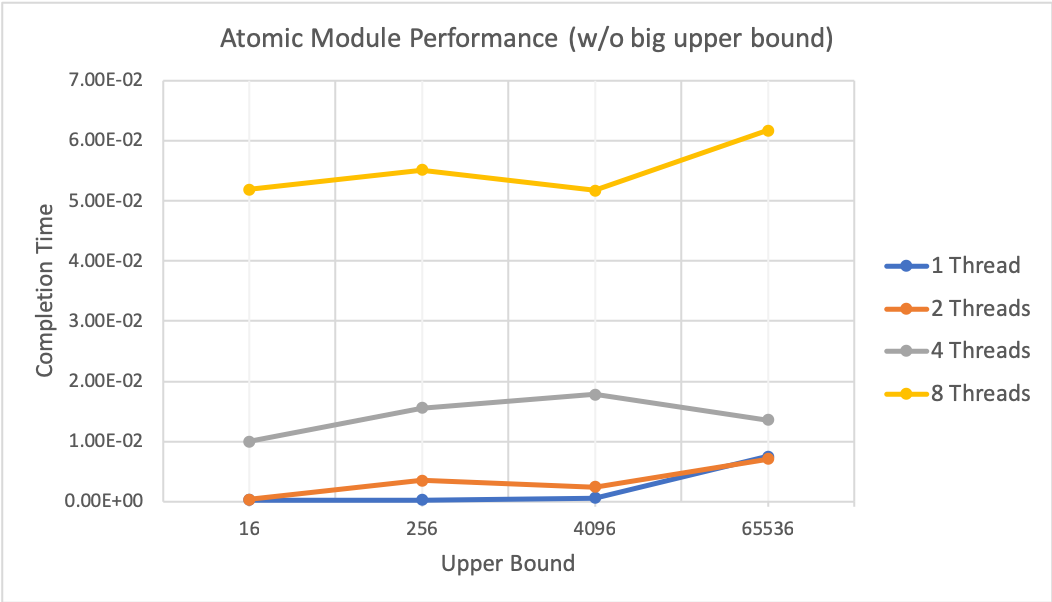 Atomic Module Performance (w/o big upper bound)
7.00E-02
6.00E-02
5.00E-02
4.00E-02
3.00E-02
2.00E-02
1.00E-02
0.00E+00
Completion Time
16 256 4096 65536
Upper Bound
1 Thread
2 Threads
4 Threads
8 Threads